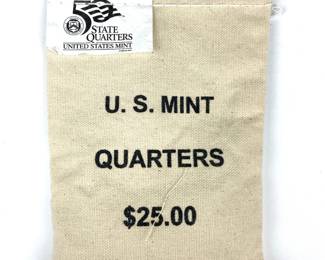 50
STATE
QUARTERS
UNITED STATES MINT
U. S. MINT
QUARTERS
$25.00